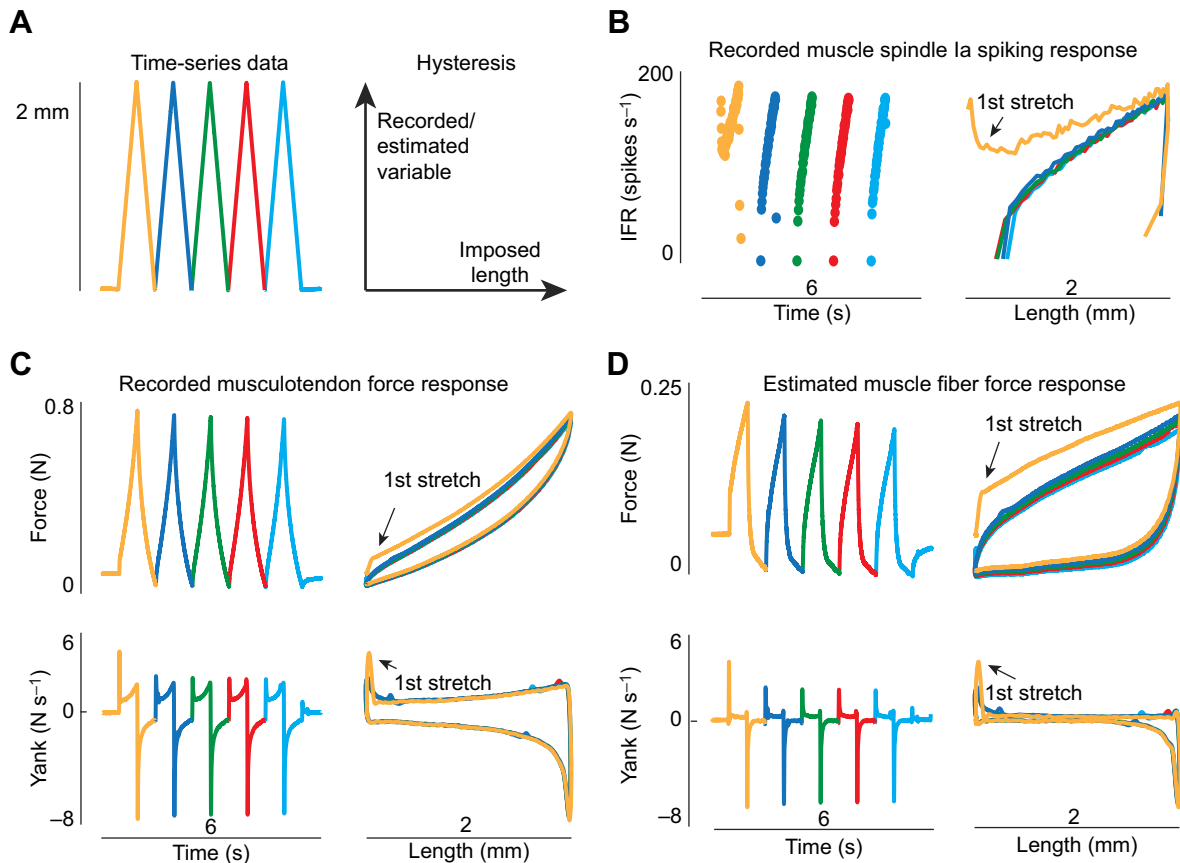 A
Time-series data
2 mm
Hysteresis
Recorded/
estimated
variable
Imposed
length
B
Recorded muscle spindle Ia spiking response
200
IFR (spikes s–1)
0
1st stretch
6
Time (s)
2
Length (mm)
C
Recorded musculotendon force response
0.8
Force (N)
0
1st stretch
6
Yank (N s–1)
0
–8
1st stretch
6
Time (s)
2
Length (mm)
D
Estimated muscle fiber force response
0.25
Force (N)
0
1st stretch
6
Yank (N s–1)
0
–8
1st stretch
6
Time (s)
2
Length (mm)